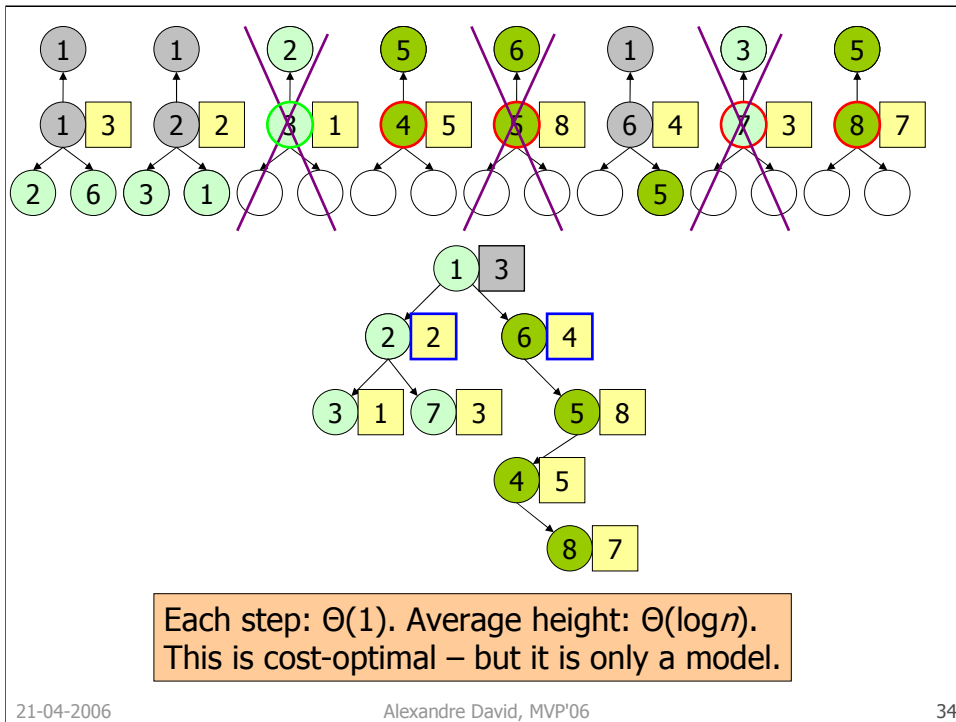 1 1 2 5 6 1 3 5
1 3 2 2 3 1 4 5 5 8 6 4 7 3 8 7
2 6 3 1 5
1 3
2 2 6 4
3 1 7 3 5 8
4 5
8 7
Each step: Θ(1). Average height: Θ(logn).
This is cost-optimal – but it is only a model.
21-04-2006 Alexandre David, MVP'06 34